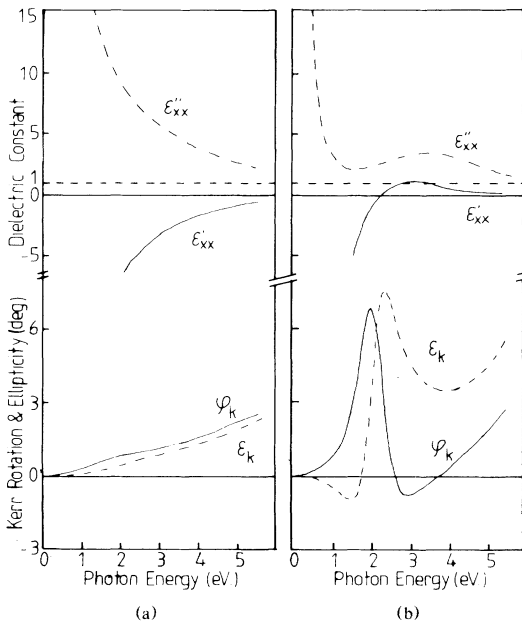 Dielectric Constant
15
10
5
1
0
-5
ε''xx
ε'xx
ε''xx
ε'xx
Kerr Rotation & Ellipticity (deg)
6
3
0
-3
φk
εk
εk
φk
0 1 2 3 4 5
Photon Energy (eV)
0 1 2 3 4 5
Photon Energy (eV)
(a)
(b)